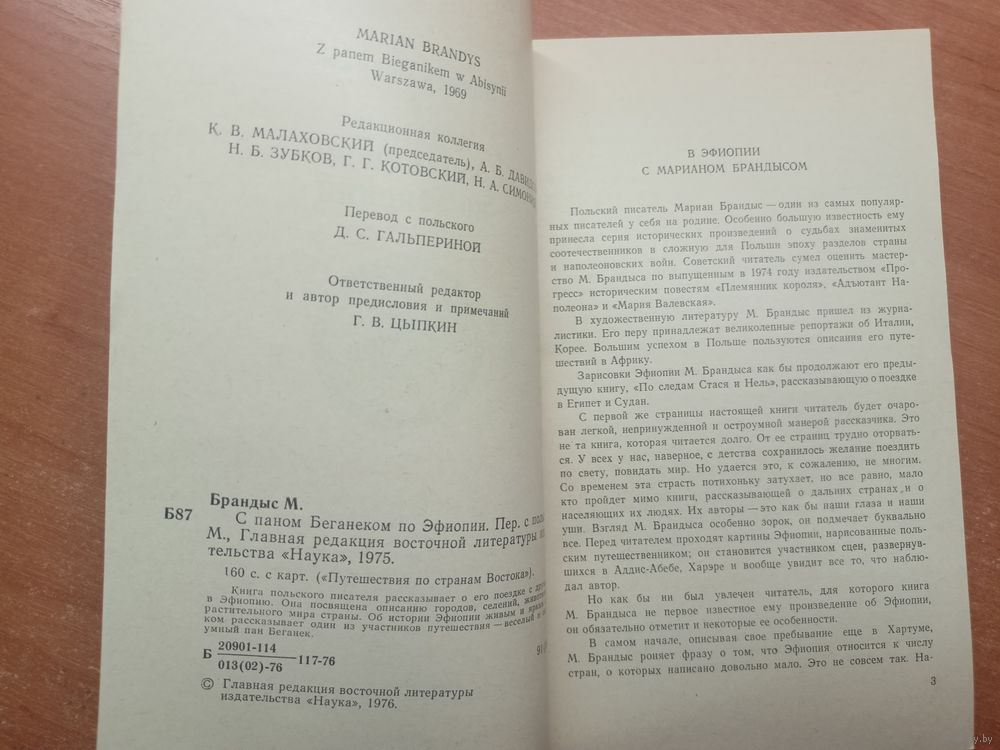 MARIAN BRANDYS
Z panem Bieganikem w Abisynii
Warszawa, 1969
Редакционная коллегия
К. В. МАЛАХОВСКИЙ (председатель), А. Б.
Н. Б. ЗУБКОВ, Г. Г. КОТОВСКИЙ, Н. А.
Перевод с польского
Д. С. ГАЛЬПЕРИНОЙ
Ответственный редактор
и автор предисловия и примечаний
Г. В. ЦЫПКИН
Брандыс М.
Б87
С паном Беганеком по Эфиопии. Пер. с
М., Главная редакция восточной литературы
тельства «Наука», 1975.
160 с. с карт. («Путешествия по странам Востока»).
Книга польского писателя рассказывает о его поездке с
в Эфиопию. Она посвящена описанию городов, селений,
растительного мира страны. Об истории Эфиопии живым и
ком рассказывает один из участников путешествия — веселый и
умный пан Беганек.
Б 20901-114
013(02)-76 117-76
© Главная редакция восточной литературы
издательства «Наука», 1976.
В ЭФИОПИИ
С МАРИАНОМ БРАНДЫСОМ
Польский писатель Мариан Брандыс — один из самых популяр-
ных писателей у себя на родине. Особенно большую известность ему
принесла серия исторических произведений о судьбах знаменитых
соотечественников в сложную для Польши эпоху разделов страны
и наполеоновских войн. Советский читатель сумел оценить мастер-
ство М. Брандыса по выпущенным в 1974 году издательством «Про-
гресс» историческим повестям «Племянник короля», «Адъютант На-
полеона» и «Мария Валевская».
В художественную литературу М. Брандыс пришел из журна-
листики. Его перу принадлежат великолепные репортажи об Италии,
Корее. Большим успехом в Польше пользуются описания его путе-
шествий в Африку.
Зарисовки Эфиопии М. Брандыса как бы продолжают его преды-
дущую книгу, «По следам Стася и Нель», рассказывающую о поездке
в Египет и Судан.
С первой же страницы настоящей книги читатель будет очаро-
ван легкой, непринужденной и остроумной манерой рассказчика. Это
не та книга, которая читается долго. От ее страниц трудно оторвать-
ся. У всех у нас, наверное, с детства сохранилось желание поездить
по свету, повидать мир. Но удается это, к сожалению, не многим.
Со временем эта страсть потихоньку затухает, но все равно, мало
кто пройдет мимо книги, рассказывающей о дальних странах и о
населяющих их людях. Их авторы — это как бы наши глаза и наши
уши. Взгляд М. Брандыса особенно зорок, он подмечает буквально
все. Перед читателем проходят картины Эфиопии, нарисованные поль-
ским путешественником; он становится участником сцен, развернув-
шихся в Аддис-Абебе, Харэре и вообще увидит все то, что наблю-
дал автор.
Но как бы ни был увлечен читатель, для которого книга
М. Брандыса не первое известное ему произведение об Эфиопии,
он обязательно отметит и некоторые ее особенности.
В самом начале, описывая свое пребывание еще в Хартуме,
М. Брандыс роняет фразу о том, что Эфиопия относится к числу
стран, о которых написано довольно мало. Это не совсем так. На-
3